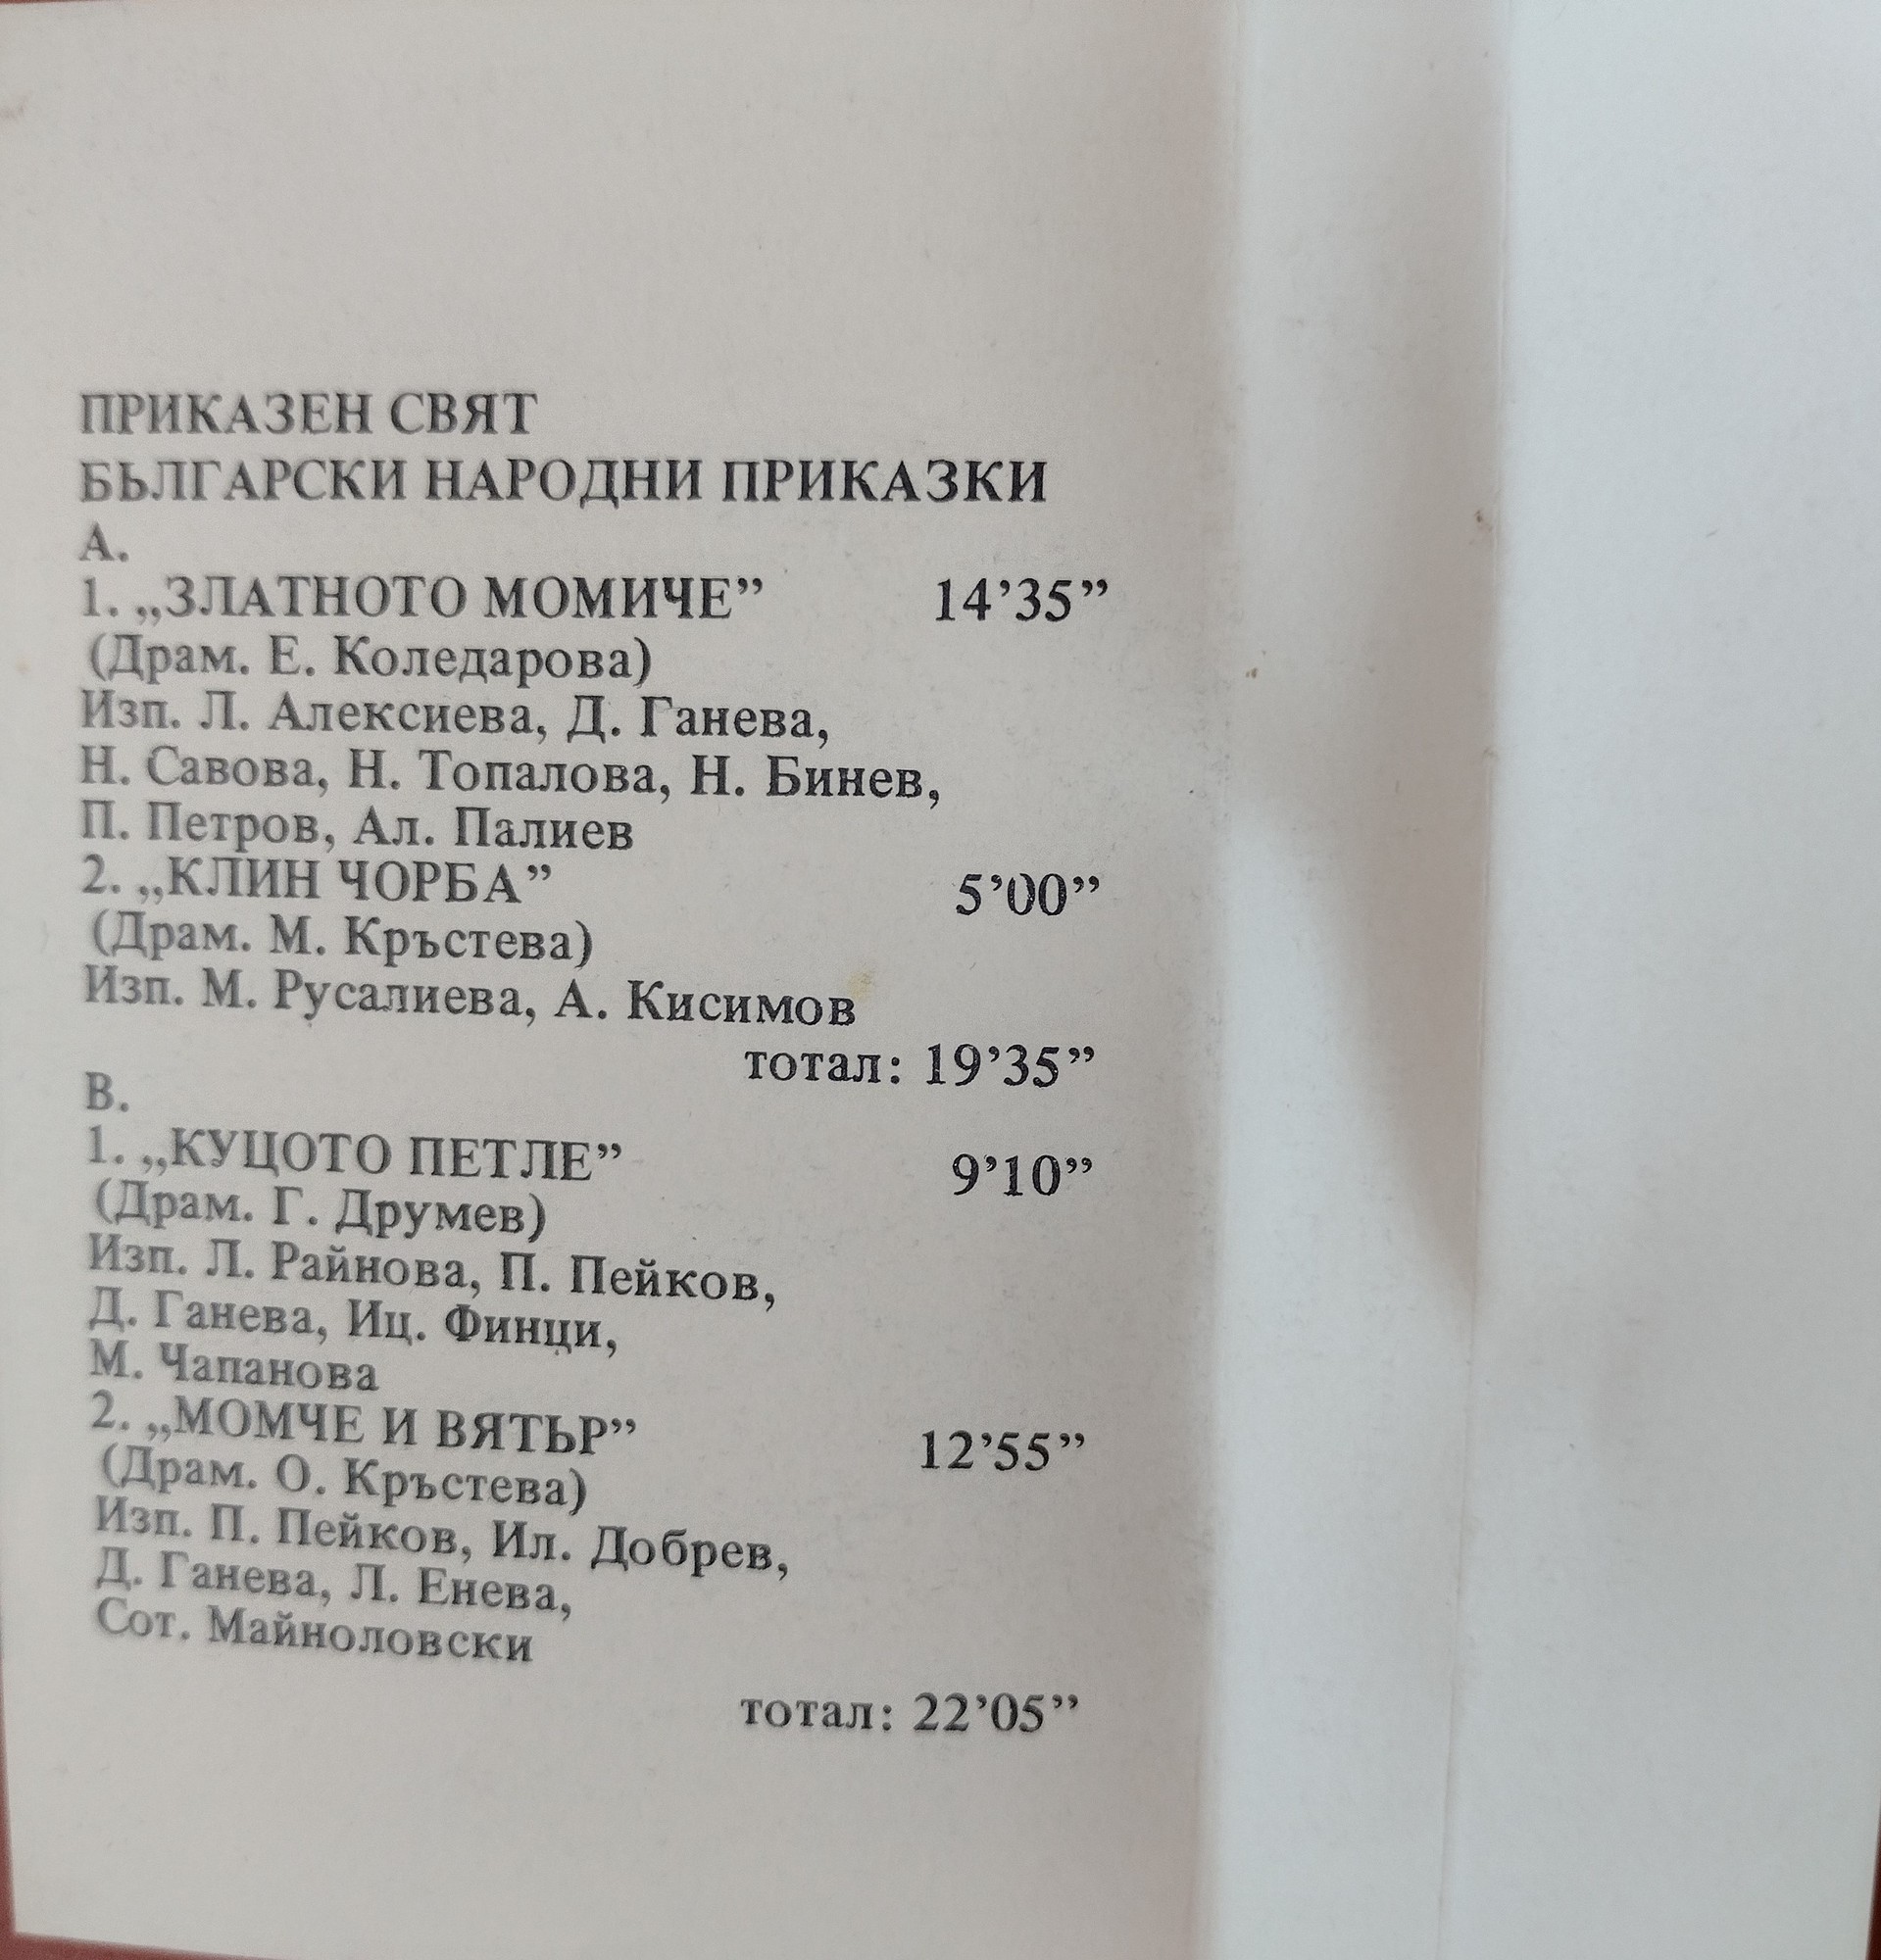 ПРИКАЗЕН СВЯТ
БЪЛГАРСКИ НАРОДНИ ПРИКАЗКИ
А.
1. „ЗЛАТНОТО МОМИЧЕ” 14’35”
(Драм. Е. Коледарова)
Изп. Л. Алексиева, Д. Ганева,
Н. Савова, Н. Топалова, Н. Бинев,
П. Петров, Ал. Палиев
2. „КЛИН ЧОРБА” 5’00”
(Драм. М. Кръстева)
Изп. М. Русалиева, А. Кисимов
тотал: 19’35”
В.
1. „КУЦОТО ПЕТЛЕ” 9’10”
(Драм. Г. Друмев)
Изп. Л. Райнова, П. Пейков,
Д. Ганева, Иц. Финци,
М. Чапанова
2. „МОМЧЕ И ВЯТЪР” 12’55”
(Драм. О. Кръстева)
Изп. П. Пейков, Ил. Добрев,
Д. Ганева, Л. Енева,
Сот. Майноловски
тотал: 22’05”